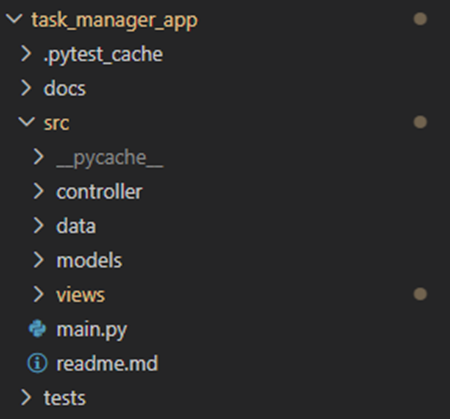 task_manager_app
.pytest_cache
docs
src
__pycache__
controller
data
models
views
main.py
readme.md
tests